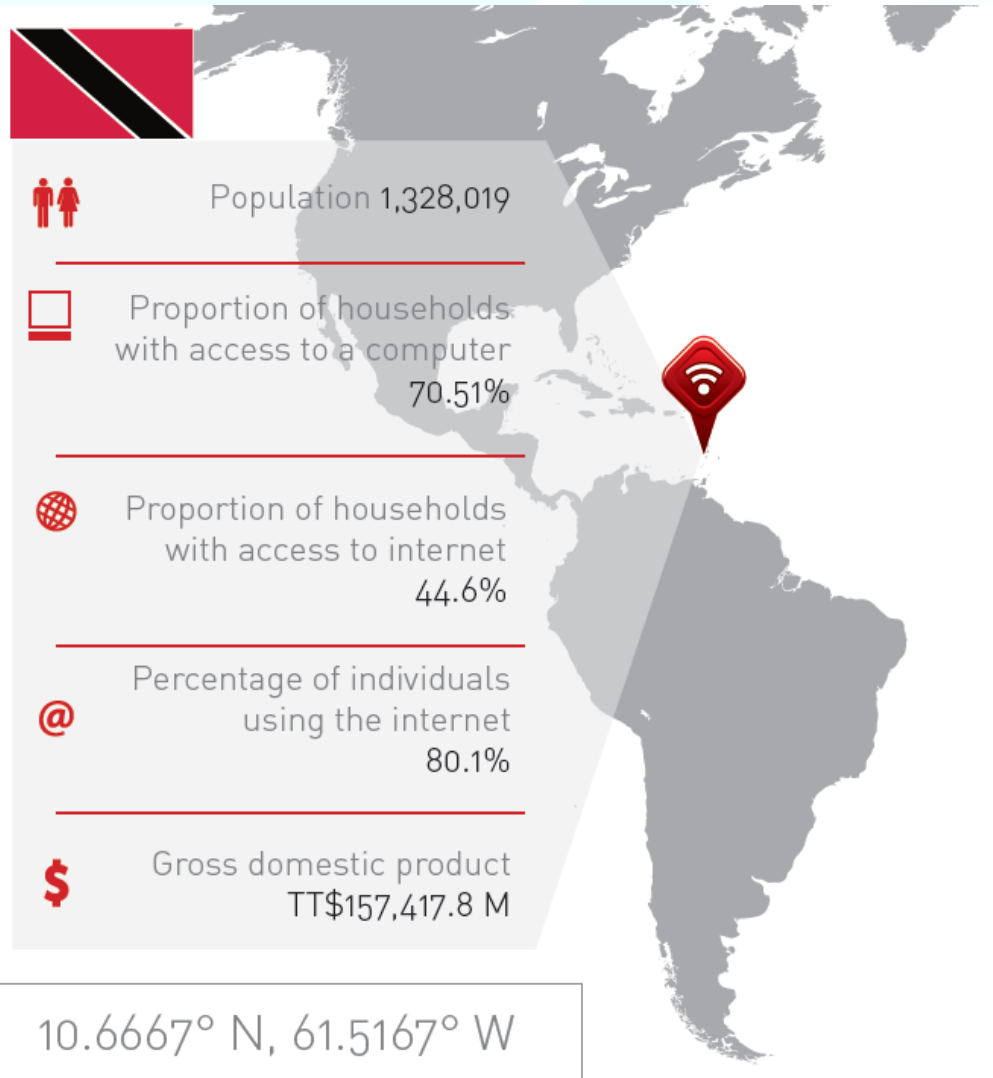 Population 1,328,019
Proportion of households
with access to a computer
70.51%
Proportion of households
with access to internet
44.6%
@
Percentage of individuals
using the internet
80.1%
$
Gross domestic product
TT$157,417.8 M
10.6667° N, 61.5167° W